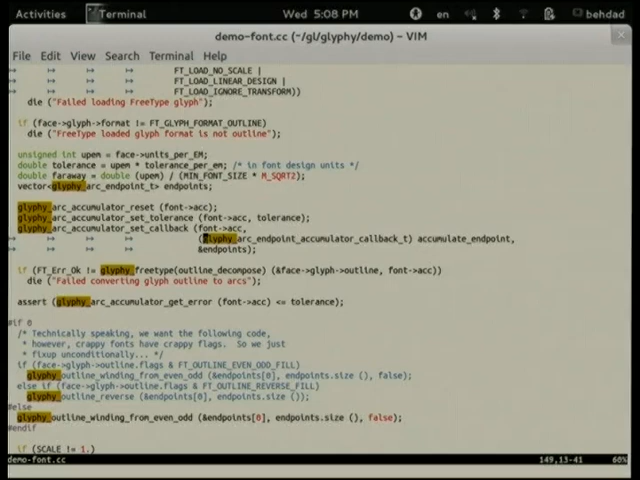 Activities Terminal Wed 5:08 PM en behdad
demo-font.cc (~/gl/glyphy/demo) – VIM
File Edit View Search Terminal Help
FT_LOAD_NO_SCALE |
FT_LOAD_LINEAR_DESIGN |
FT_LOAD_IGNORE_TRANSFORM))
die ("Failed loading FreeType glyph");
if (face->glyph->format != FT_GLYPH_FORMAT_OUTLINE)
die ("FreeType loaded glyph format is not outline");
unsigned int upem = face->units_per_EM;
double tolerance = upem * tolerance_per_em; /* in font design units */
double faraway = double (upem) / (MIN_FONT_SIZE * M_SQRT2);
vector<glyphy_arc_endpoint_t> endpoints;
glyphy_arc_accumulator_reset (font->acc);
glyphy_arc_accumulator_set_tolerance (font->acc, tolerance);
glyphy_arc_accumulator_set_callback (font->acc,
(glyphy_arc_endpoint_accumulator_callback_t) accumulate_endpoint,
&endpoints);
if (FT_Err_Ok != glyphy_freetype(outline_decompose) (&face->glyph->outline, font->acc))
die ("Failed converting glyph outline to arcs");
assert (glyphy_arc_accumulator_get_error (font->acc) <= tolerance);
#if 0
/* Technically speaking, we want the following code,
* however, crappy fonts have crappy flags. So we just
* fixup unconditionally... */
if (face->glyph->outline.flags & FT_OUTLINE_EVEN_ODD_FILL)
glyphy_outline_winding_from_even_odd (&endpoints[0], endpoints.size (), false);
else if (face->glyph->outline.flags & FT_OUTLINE_REVERSE_FILL)
glyphy_outline_reverse (&endpoints[0], endpoints.size ());
#else
glyphy_outline_winding_from_even_odd (&endpoints[0], endpoints.size (), false);
#endif
if (SCALE != 1.)
demo-font.cc 149,13-41 60%